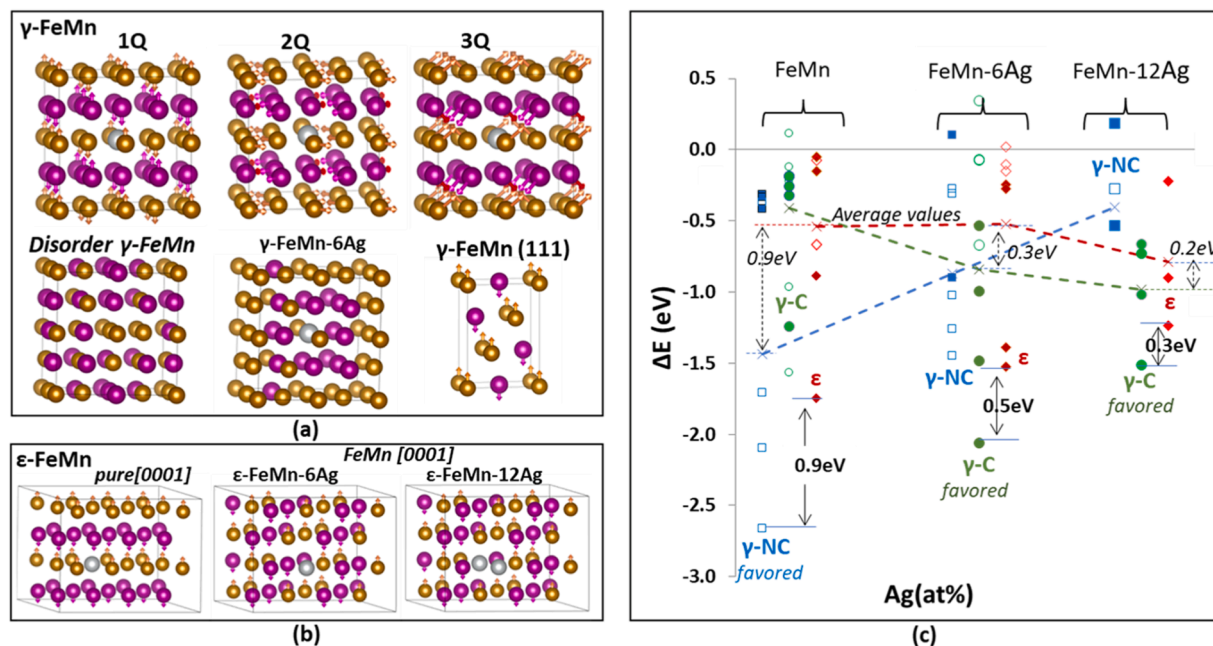 γ-FeMn
1Q
2Q
3Q
Disorder γ-FeMn
γ-FeMn-6Ag
γ-FeMn (111)
(a)
ε-FeMn
FeMn [0001]
pure[0001]
ε-FeMn-6Ag
ε-FeMn-12Ag
(b)
FeMn
FeMn-6Ag
FeMn-12Ag
ΔE (eV)
0.5
0.0
-0.5
-1.0
-1.5
-2.0
-2.5
-3.0
γ-NC
Average values
0.9eV
0.3eV
0.2eV
γ-C
ε
γ-NC
ε
ε
0.3eV
γ-C
favored
0.5eV
0.9eV
γ-C
favored
γ-NC
favored
Ag(at%)
(c)